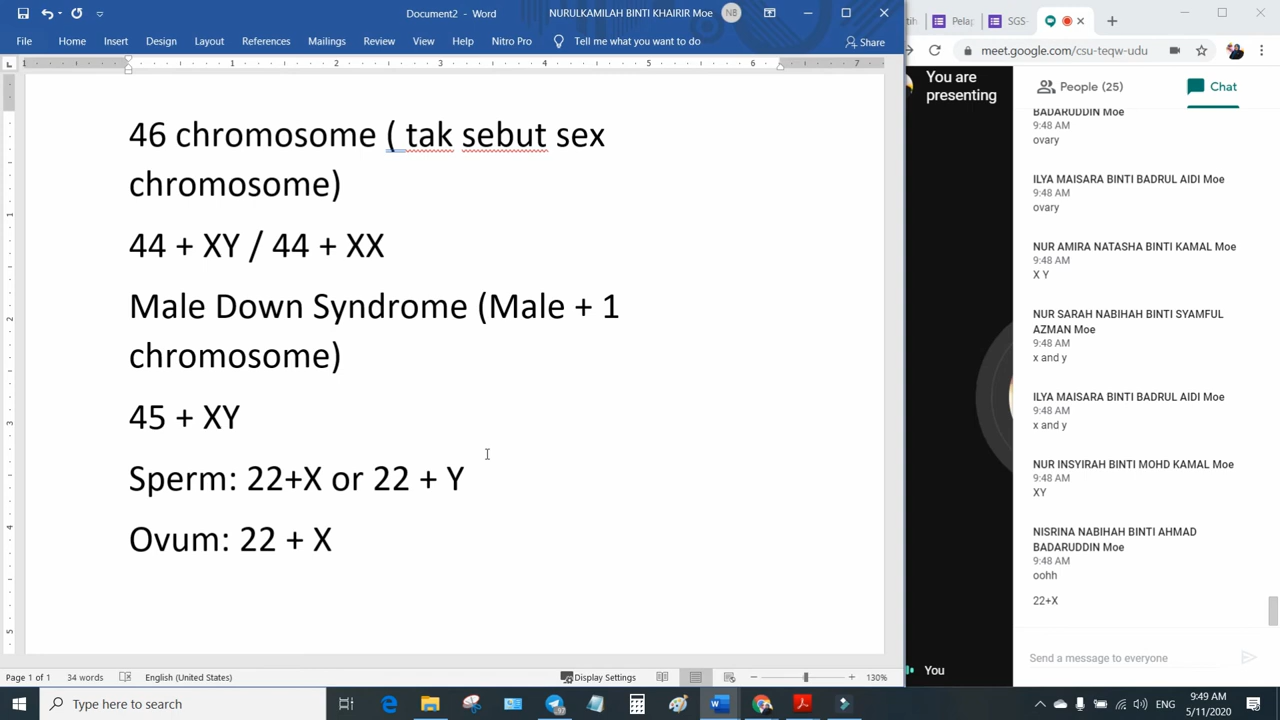 Document2 - Word
NURULKAMILAH BINTI KHAIRIR Moe
NB
File Home Insert Design Layout References Mailings Review View Help Nitro Pro Tell me what you want to do Share
46 chromosome ( tak sebut sex
chromosome)
44 + XY / 44 + XX
Male Down Syndrome (Male + 1
chromosome)
45 + XY
Sperm: 22+X or 22 + Y
Ovum: 22 + X
Page 1 of 1 34 words English (United States) Display Settings 130%
SGS-
meet.google.com/csu-teqw-udu
You are
presenting
People (25) Chat
BADARUDDIN Moe
9:48 AM
ovary
ILYA MAISARA BINTI BADRUL AIDI Moe
9:48 AM
ovary
NUR AMIRA NATASHA BINTI KAMAL Moe
9:48 AM
X Y
NUR SARAH NABIHAH BINTI SYAMFUL
AZMAN Moe
9:48 AM
x and y
ILYA MAISARA BINTI BADRUL AIDI Moe
9:48 AM
x and y
NUR INSYIRAH BINTI MOHD KAMAL Moe
9:48 AM
XY
NISRINA NABIHAH BINTI AHMAD
BADARUDDIN Moe
9:48 AM
oohh
22+X
Send a message to everyone
You
Type here to search
ENG
9:49 AM
5/11/2020